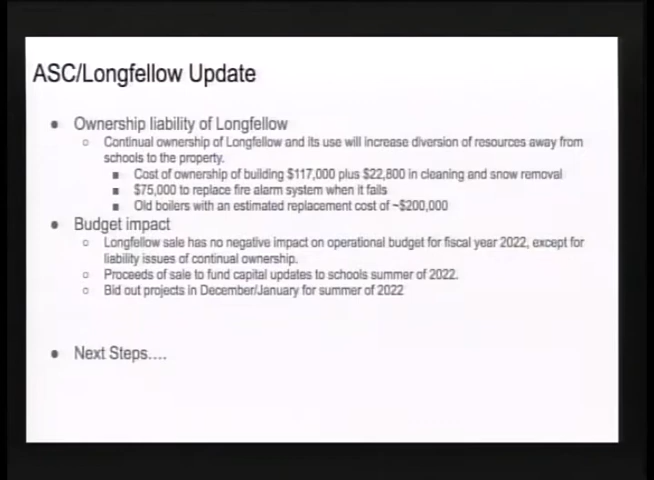 ASC/Longfellow Update
• Ownership liability of Longfellow
○ Continual ownership of Longfellow and its use will increase diversion of resources away from
schools to the property.
■ Cost of ownership of building $117,000 plus $22,800 in cleaning and snow removal
■ $75,000 to replace fire alarm system when it fails
■ Old boilers with an estimated replacement cost of ~$200,000
• Budget impact
○ Longfellow sale has no negative impact on operational budget for fiscal year 2022, except for
liability issues of continual ownership.
○ Proceeds of sale to fund capital updates to schools summer of 2022.
○ Bid out projects in December/January for summer of 2022
• Next Steps....